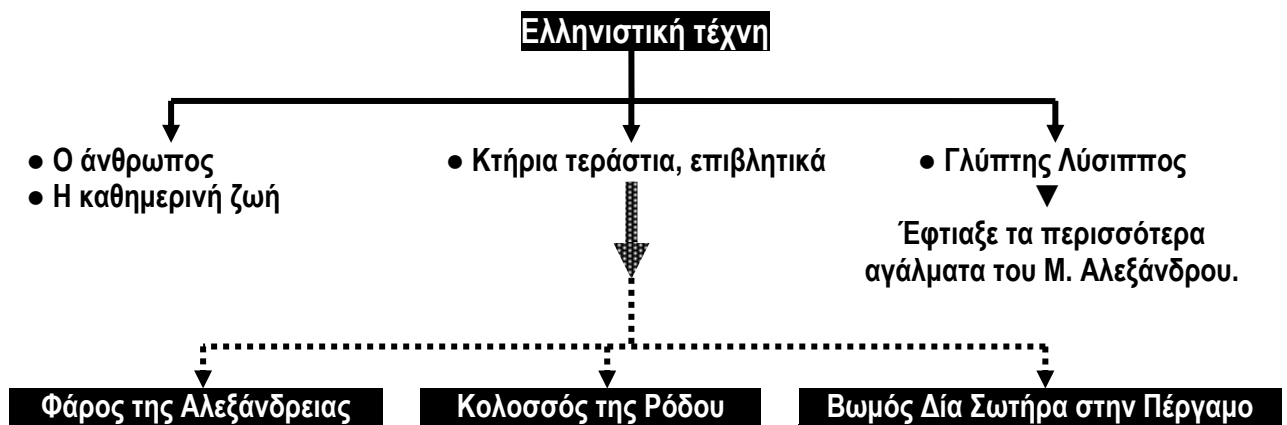 Ελληνιστική τέχνη
● Ο άνθρωπος
● Η καθημερινή ζωή
● Κτήρια τεράστια, επιβλητικά
● Γλύπτης Λύσιππος
Έφτιαξε τα περισσότερα
αγάλματα του Μ. Αλεξάνδρου.
Φάρος της Αλεξάνδρειας
Κολοσσός της Ρόδου
Βωμός Δία Σωτήρα στην Πέργαμο